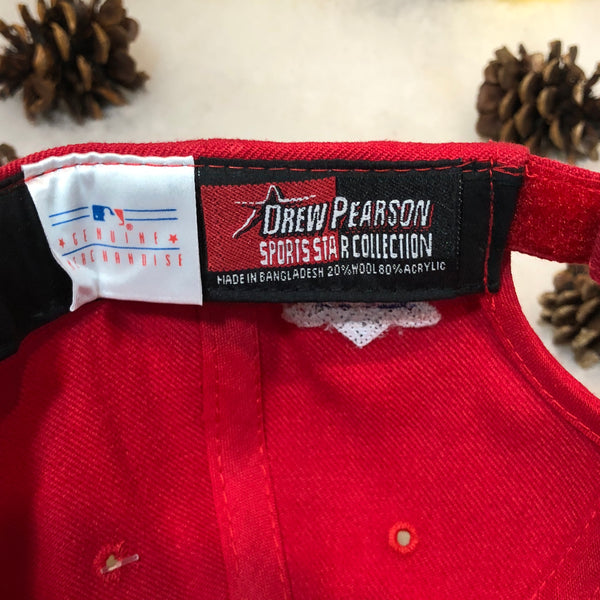 GENUINE
MERCHANDISE
DREW PEARSON
SPORTS STAR COLLECTION
MADE IN BANGLADESH 20% WOOL 80% ACRYLIC